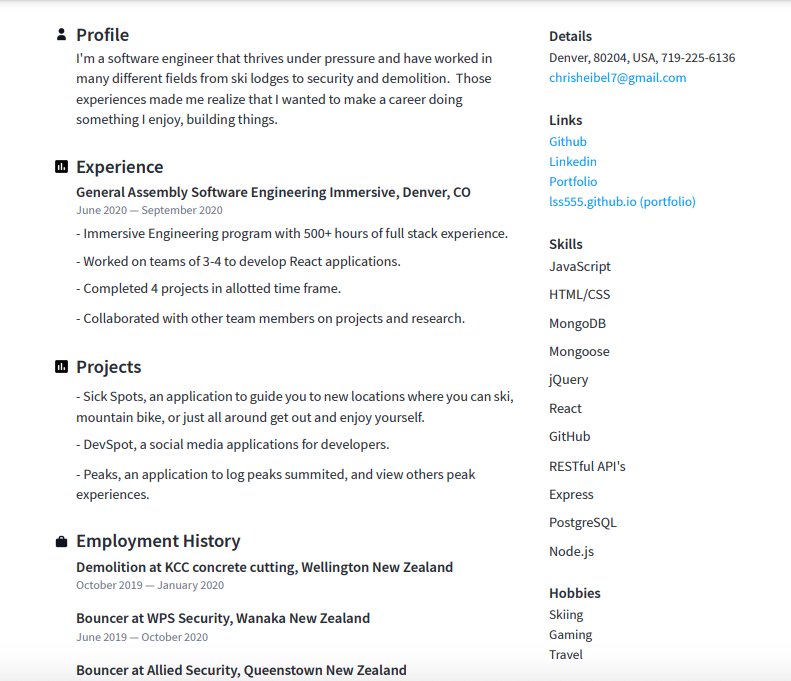 Profile
I'm a software engineer that thrives under pressure and have worked in
many different fields from ski lodges to security and demolition.  Those
experiences made me realize that I wanted to make a career doing
something I enjoy, building things.
Experience
General Assembly Software Engineering Immersive, Denver, CO
June 2020 — September 2020
- Immersive Engineering program with 500+ hours of full stack experience.
- Worked on teams of 3-4 to develop React applications.
- Completed 4 projects in allotted time frame.
- Collaborated with other team members on projects and research.
Projects
- Sick Spots, an application to guide you to new locations where you can ski,
mountain bike, or just all around get out and enjoy yourself.
- DevSpot, a social media applications for developers.
- Peaks, an application to log peaks summited, and view others peak
experiences.
Employment History
Demolition at KCC concrete cutting, Wellington New Zealand
October 2019 — January 2020
Bouncer at WPS Security, Wanaka New Zealand
June 2019 — October 2020
Bouncer at Allied Security, Queenstown New Zealand
Details
Denver, 80204, USA, 719-225-6136
chrisheibel7@gmail.com
Links
Github
Linkedin
Portfolio
lss555.github.io (portfolio)
Skills
JavaScript
HTML/CSS
MongoDB
Mongoose
jQuery
React
GitHub
RESTful API's
Express
PostgreSQL
Node.js
Hobbies
Skiing
Gaming
Travel